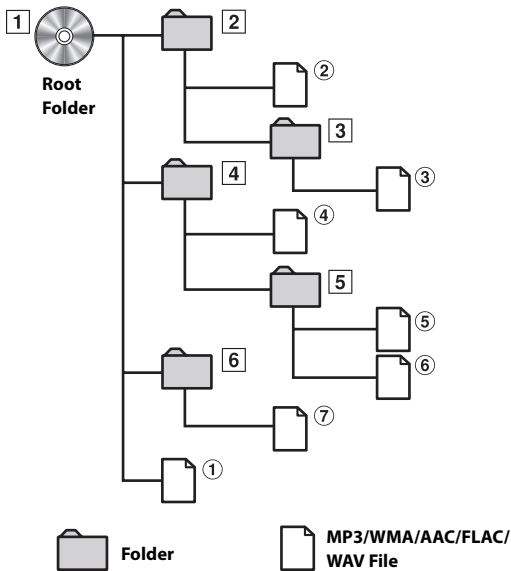 1
2
Root
Folder
②
3
③
4
④
5
⑤
⑥
6
⑦
①
Folder
MP3/WMA/AAC/FLAC/
WAV File